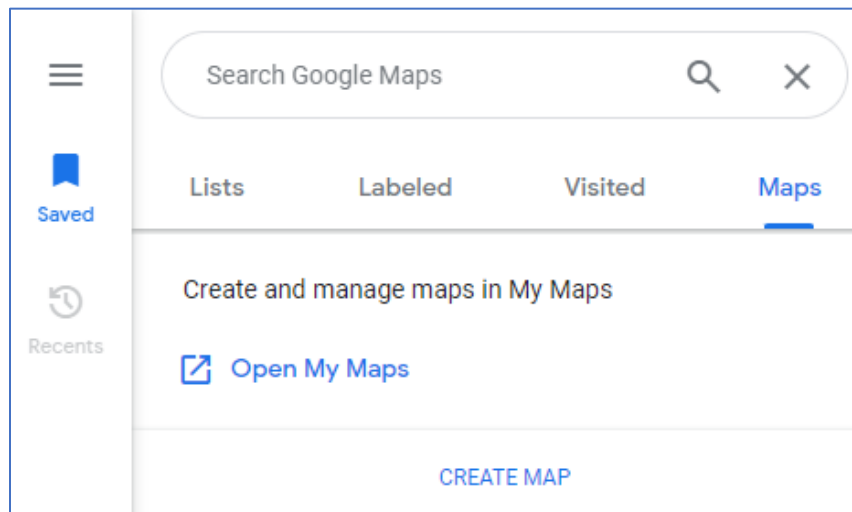 Search Google Maps
Saved
Lists Labeled Visited Maps
Recents
Create and manage maps in My Maps
Open My Maps
CREATE MAP